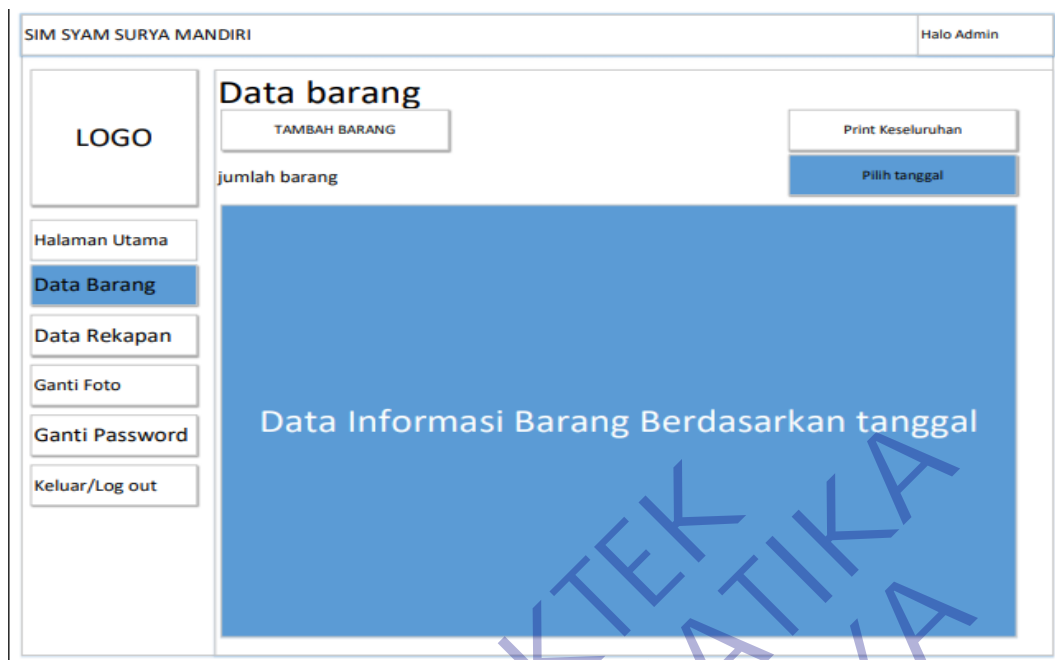 SIM SYAM SURYA MANDIRI
Halo Admin
LOGO
Data barang
TAMBAH BARANG
Print Keseluruhan
jumlah barang
Pilih tanggal
Halaman Utama
Data Barang
Data Rekapan
Ganti Foto
Ganti Password
Keluar/Log out
Data Informasi Barang Berdasarkan tanggal